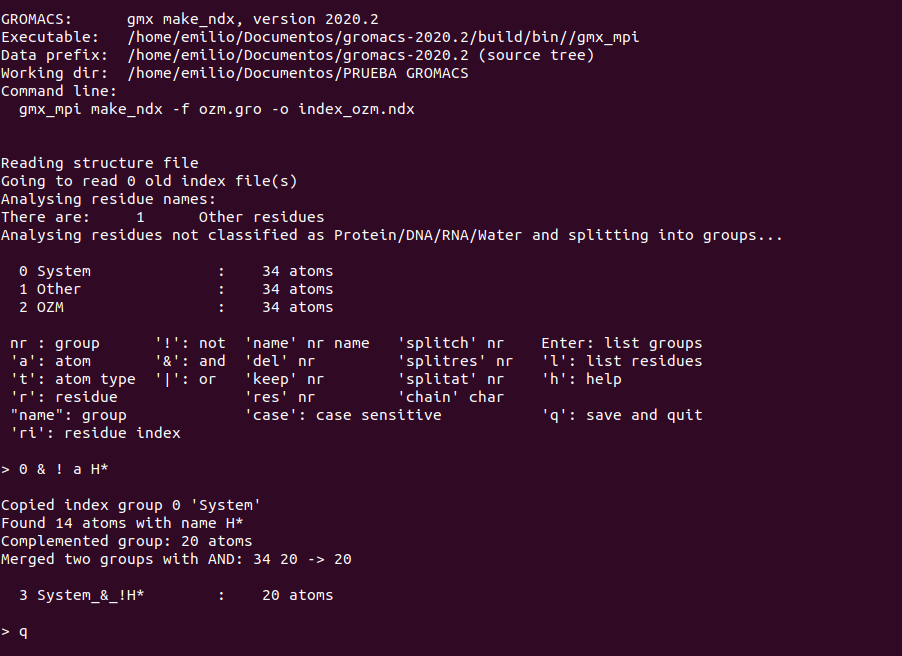 GROMACS:      gmx make_ndx, version 2020.2
Executable:   /home/emilio/Documentos/gromacs-2020.2/build/bin//gmx_mpi
Data prefix:  /home/emilio/Documentos/gromacs-2020.2 (source tree)
Working dir:  /home/emilio/Documentos/PRUEBA GROMACS
Command line:
  gmx_mpi make_ndx -f ozm.gro -o index_ozm.ndx
Reading structure file
Going to read 0 old index file(s)
Analysing residue names:
There are:     1      Other residues
Analysing residues not classified as Protein/DNA/RNA/Water and splitting into groups...
  0 System              :    34 atoms
  1 Other               :    34 atoms
  2 OZM                 :    34 atoms
 nr : group      '!': not  'name' nr name   'splitch' nr    Enter: list groups
 'a': atom       '&': and  'del' nr         'splitres' nr   'l': list residues
 't': atom type  '|': or   'keep' nr        'splitat' nr    'h': help
 'r': residue              'res' nr         'chain' char
 "name": group             'case': case sensitive           'q': save and quit
 'ri': residue index
> 0 & ! a H*
Copied index group 0 'System'
Found 14 atoms with name H*
Complemented group: 20 atoms
Merged two groups with AND: 34 20 -> 20
  3 System_&_!H*        :    20 atoms
> q